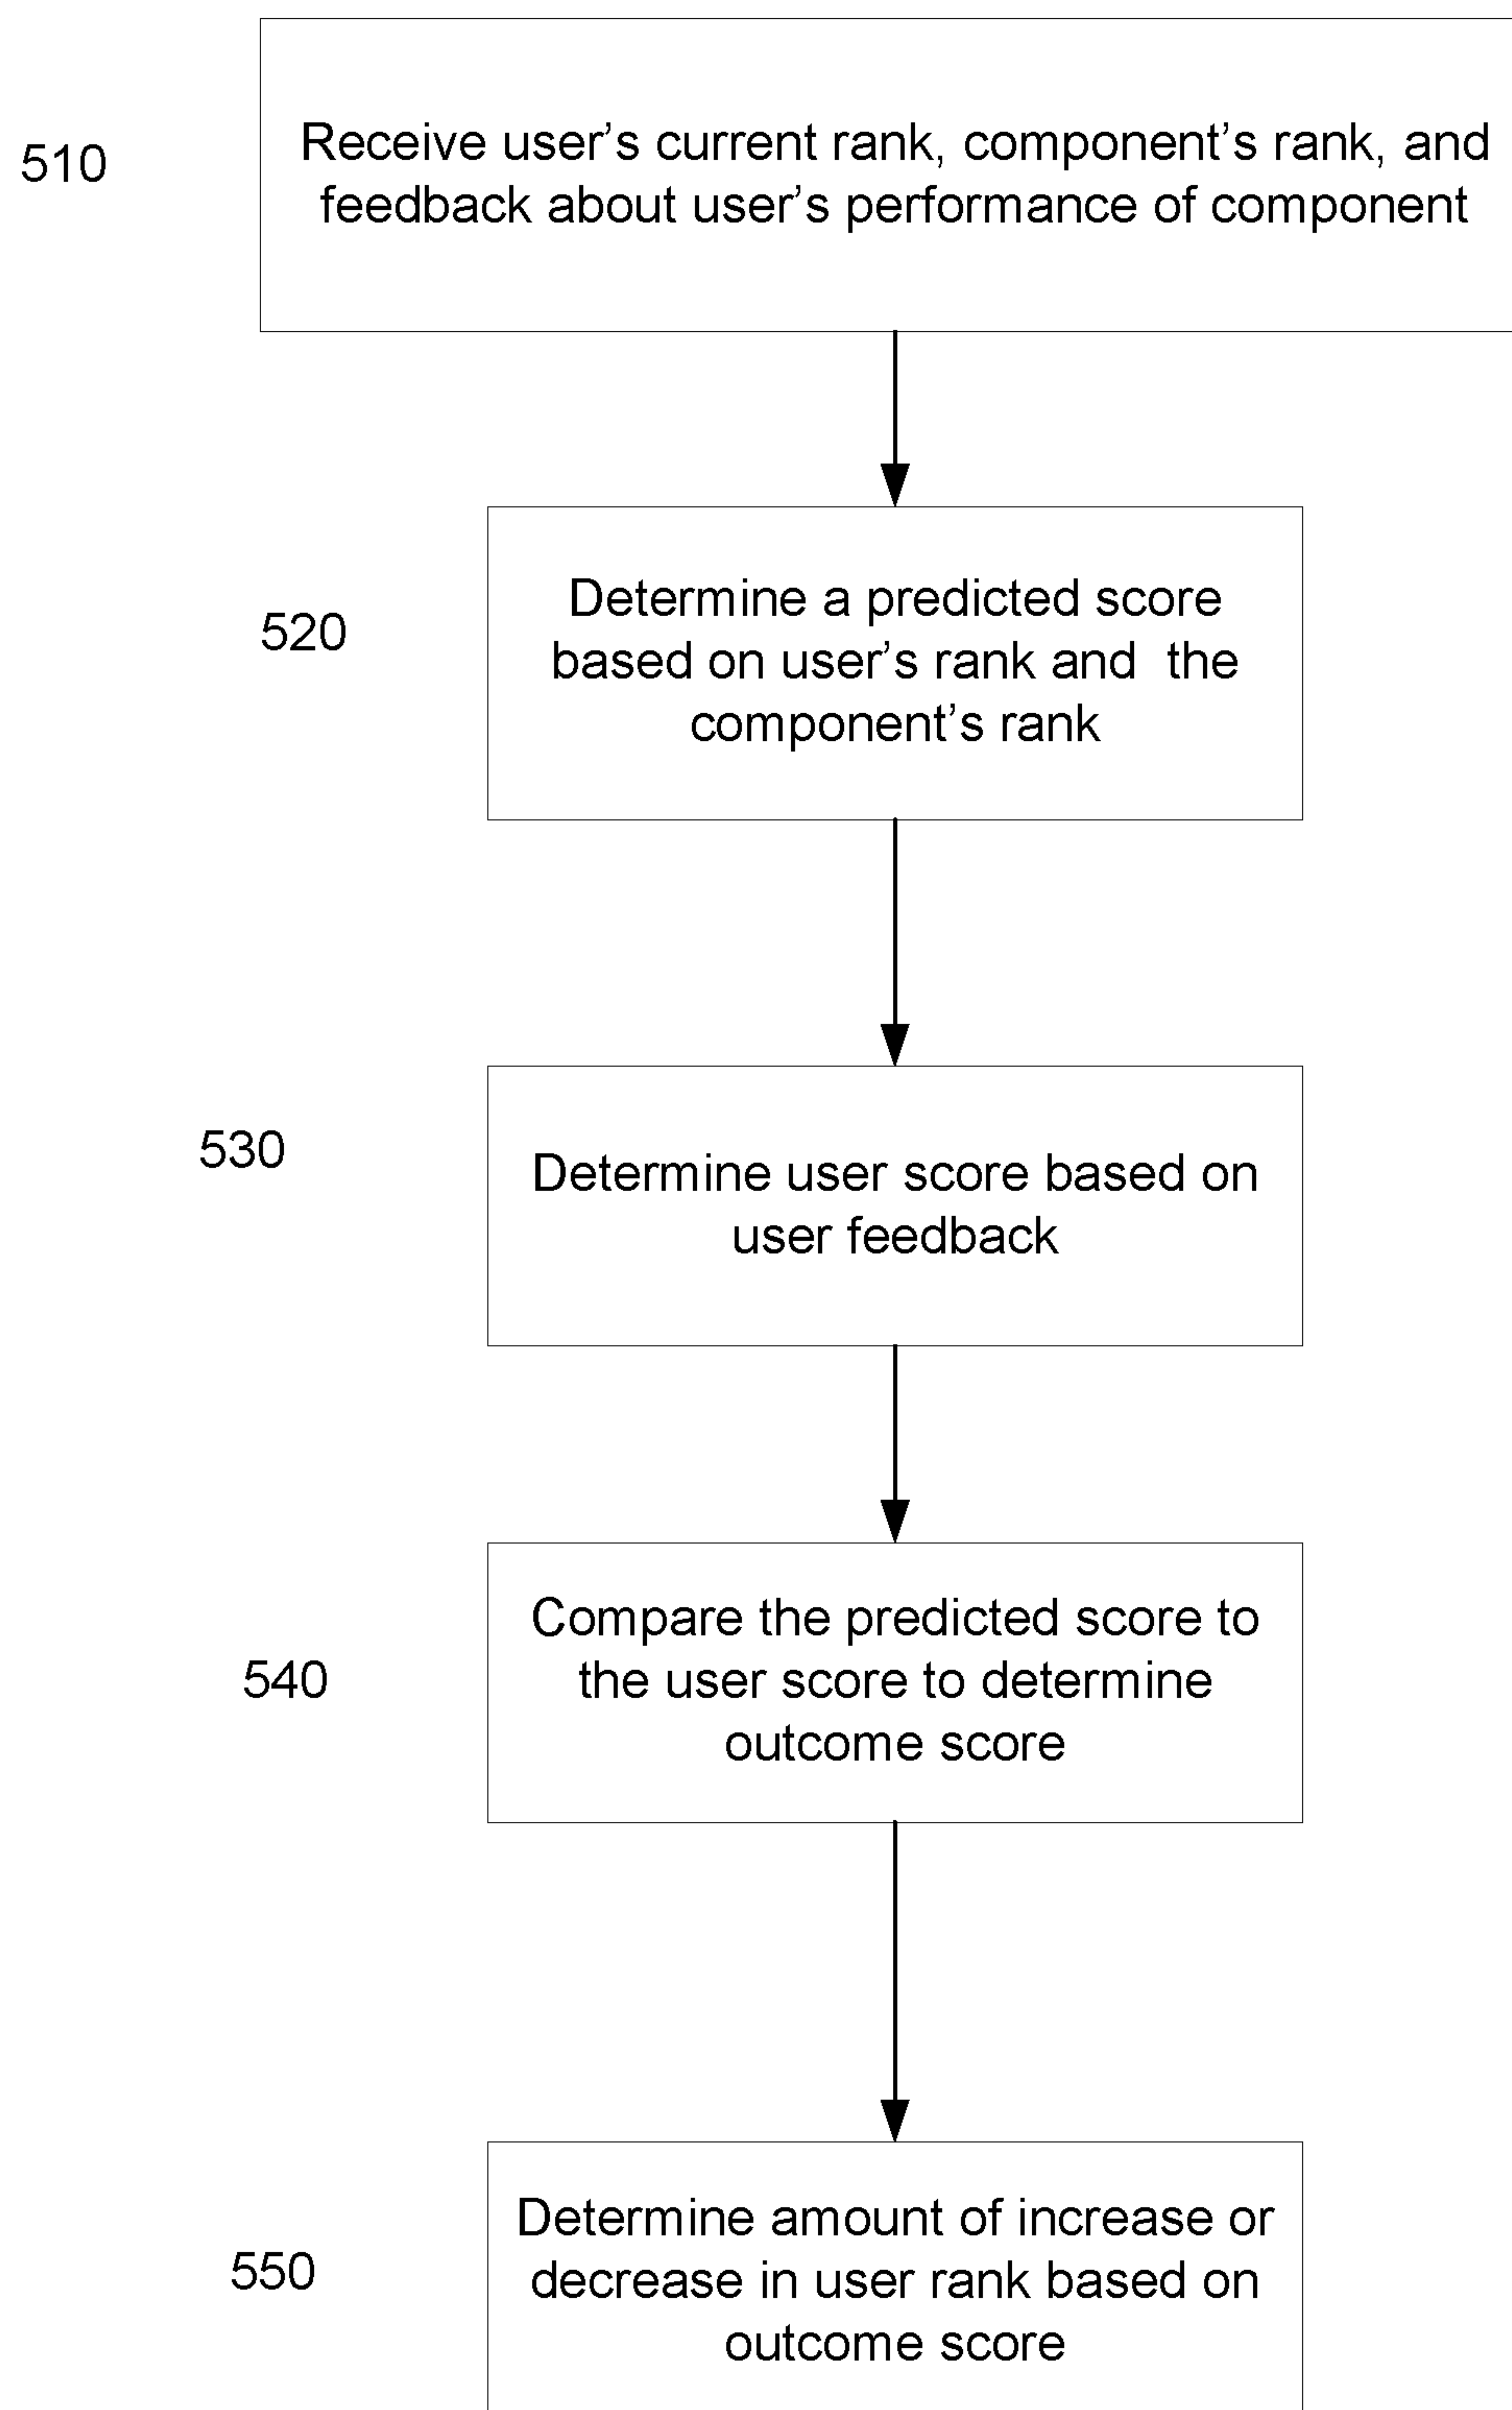 510
Receive user's current rank, component's rank, and
feedback about user's performance of component
520
Determine a predicted score
based on user's rank and the
component's rank
530
Determine user score based on
user feedback
540
Compare the predicted score to
the user score to determine
outcome score
550
Determine amount of increase or
decrease in user rank based on
outcome score